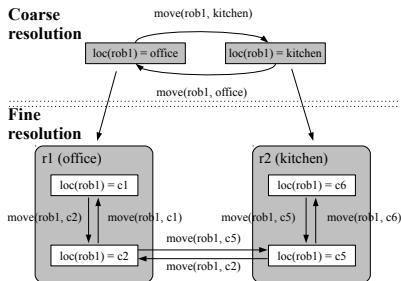 Coarse
resolution
move(rob1, kitchen)
loc(rob1) = office
loc(rob1) = kitchen
move(rob1, office)
Fine
resolution
r1 (office)
r2 (kitchen)
loc(rob1) = c1
loc(rob1) = c6
move(rob1, c2)
move(rob1, c1)
move(rob1, c5)
move(rob1, c6)
move(rob1, c5)
loc(rob1) = c2
loc(rob1) = c5
move(rob1, c2)